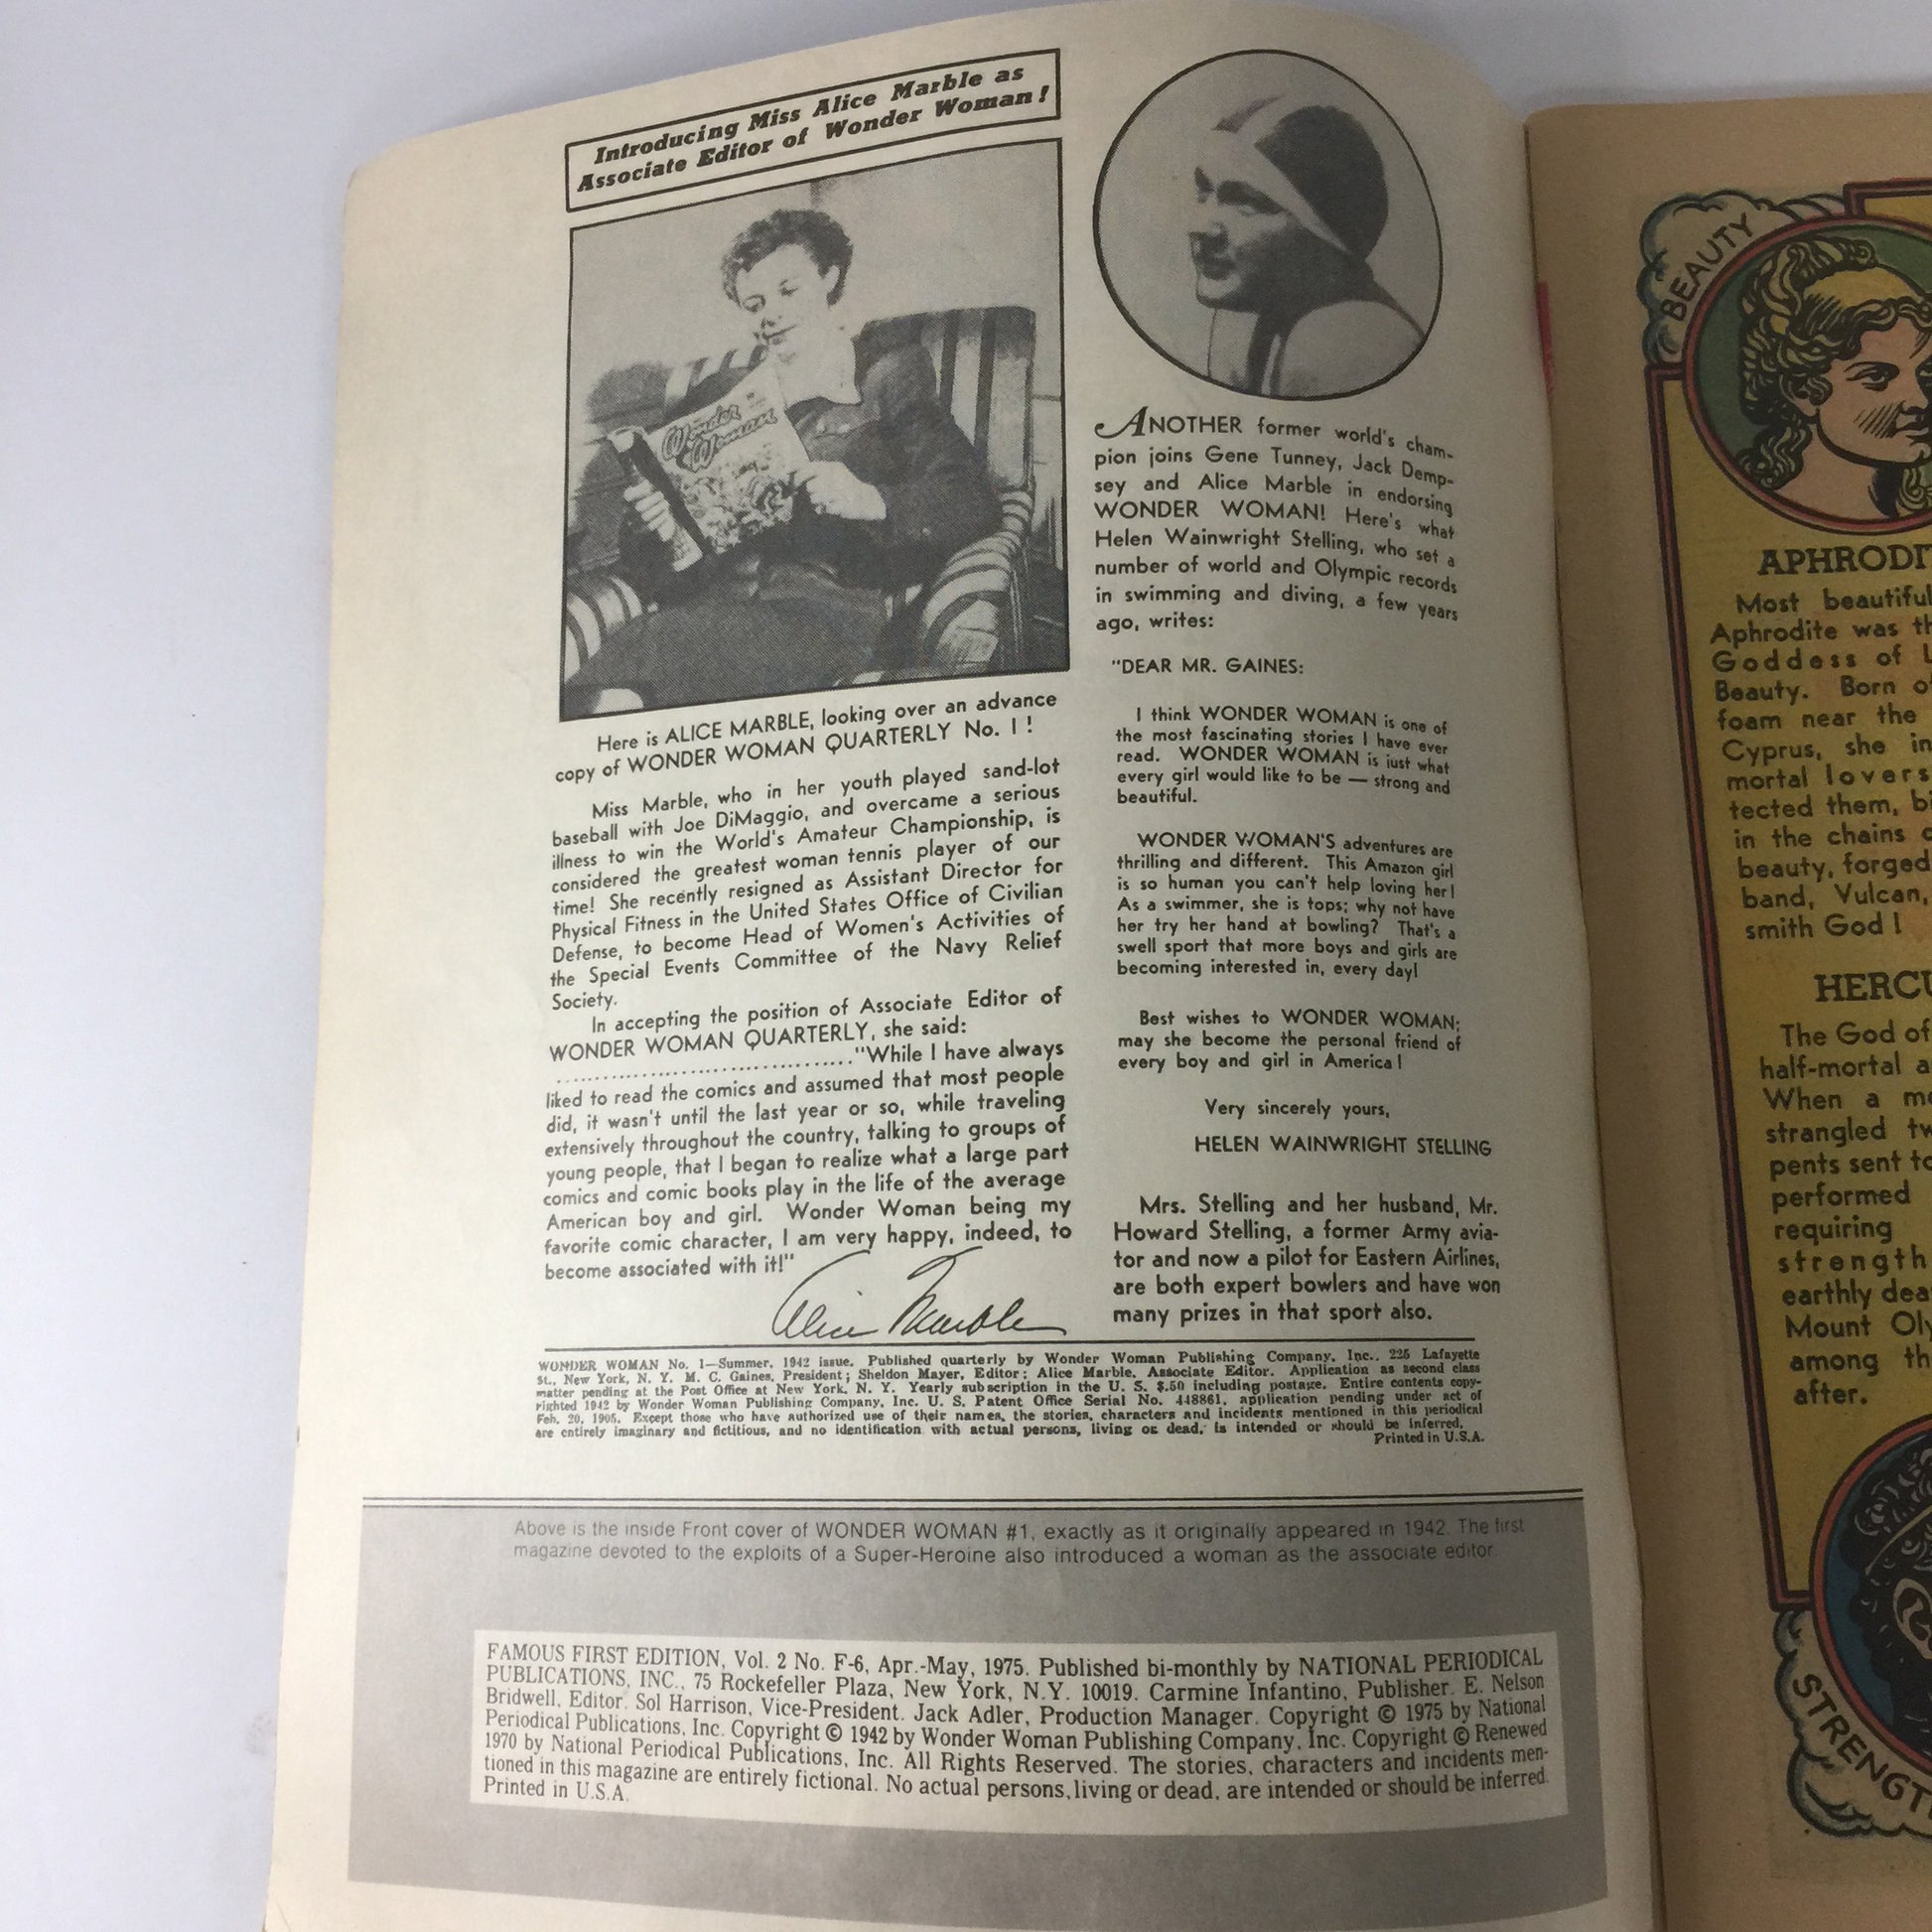 Introducing Miss Alice Marble as
Associate Editor of Wonder Woman!
Wonder
Woman
Here is ALICE MARBLE, looking over an advance
copy of WONDER WOMAN QUARTERLY No. 1!
Miss Marble, who in her youth played sand-lot
baseball with Joe DiMaggio, and overcame a serious
illness to win the World's Amateur Championship, is
considered the greatest woman tennis player of our
time! She recently resigned as Assistant Director for
Physical Fitness in the United States Office of Civilian
Defense, to become Head of Women's Activities of
the Special Events Committee of the Navy Relief
Society.
In accepting the position of Associate Editor of
WONDER WOMAN QUARTERLY, she said:
......................................"While I have always
liked to read the comics and assumed that most people
did, it wasn't until the last year or so, while traveling
extensively throughout the country, talking to groups of
young people, that I began to realize what a large part
comics and comic books play in the life of the average
American boy and girl. Wonder Woman being my
favorite comic character, I am very happy, indeed, to
become associated with it!"
Alice Marble
ANOTHER former world's cham-
pion joins Gene Tunney, Jack Demp-
sey and Alice Marble in endorsing
WONDER WOMAN! Here's what
Helen Wainwright Stelling, who set a
number of world and Olympic records
in swimming and diving, a few years
ago, writes:
"DEAR MR. GAINES:
I think WONDER WOMAN is one of
the most fascinating stories I have ever
read. WONDER WOMAN is just what
every girl would like to be — strong and
beautiful.
WONDER WOMAN'S adventures are
thrilling and different. This Amazon girl
is so human you can't help loving her!
As a swimmer, she is tops; why not have
her try her hand at bowling? That's a
swell sport that more boys and girls are
becoming interested in, every day!
Best wishes to WONDER WOMAN;
may she become the personal friend of
every boy and girl in America!
Very sincerely yours,
HELEN WAINWRIGHT STELLING
Mrs. Stelling and her husband, Mr.
Howard Stelling, a former Army avia-
tor and now a pilot for Eastern Airlines,
are both expert bowlers and have won
many prizes in that sport also.
WONDER WOMAN No. 1—Summer, 1942 issue. Published quarterly by Wonder Woman Publishing Company, Inc., 225 Lafayette
St., New York, N. Y. M. C. Gaines, President; Sheldon Mayer, Editor; Alice Marble, Associate Editor. Application as second class
matter pending at the Post Office at New York, N. Y. Yearly subscription in the U. S. $.50 including postage. Entire contents copy-
righted 1942 by Wonder Woman Publishing Company, Inc. U. S. Patent Office Serial No. 448861, application pending under act of
Feb. 20, 1905. Except those who have authorized use of their names, the stories, characters and incidents mentioned in this periodical
are entirely imaginary and fictitious, and no identification with actual persons, living or dead, is intended or should be inferred.
Printed in U.S.A.
Above is the inside Front cover of WONDER WOMAN #1, exactly as it originally appeared in 1942. The first
magazine devoted to the exploits of a Super-Heroine also introduced a woman as the associate editor.
FAMOUS FIRST EDITION, Vol. 2 No. F-6, Apr.-May, 1975. Published bi-monthly by NATIONAL PERIODICAL
PUBLICATIONS, INC., 75 Rockefeller Plaza, New York, N.Y. 10019. Carmine Infantino, Publisher. E. Nelson
Bridwell, Editor. Sol Harrison, Vice-President. Jack Adler, Production Manager. Copyright © 1975 by National
Periodical Publications, Inc. Copyright © 1942 by Wonder Woman Publishing Company, Inc. Copyright © Renewed
1970 by National Periodical Publications, Inc. All Rights Reserved. The stories, characters and incidents men-
tioned in this magazine are entirely fictional. No actual persons, living or dead, are intended or should be inferred.
Printed in U.S.A.
BEAUTY
APHRODI
Most beautiful
Aphrodite was
Goddess of
Beauty. Born
foam near the
Cyprus, she
mortal lovers
tected them,
in the chains
beauty, forged
band, Vulcan,
smith God!
HERCU
The God of
half-mortal
When a
strangled
pents sent to
performed
requiring
strength
earthly
Mount
among
after.
STRENGT